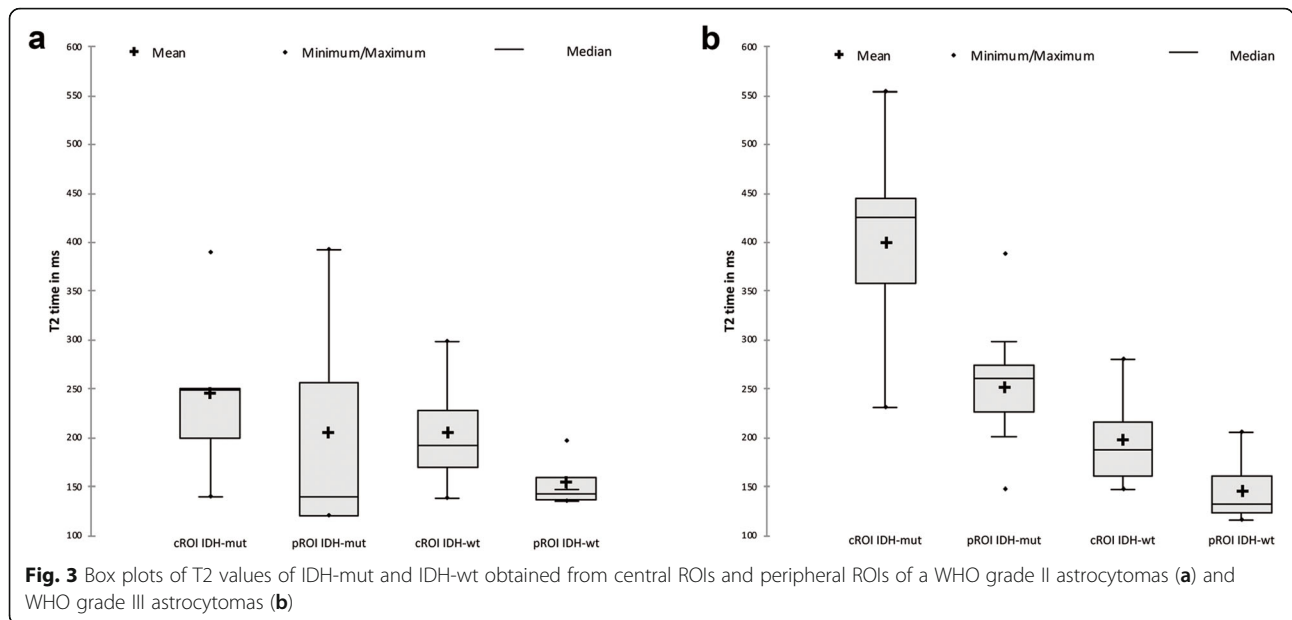 a
600
550
500
450
400
350
300
250
200
150
100
T2 time in ms
Mean
Minimum/Maximum
Median
cROI IDH-mut
pROI IDH-mut
cROI IDH-wt
pROI IDH-wt
b
600
550
500
450
400
350
300
250
200
150
100
T2 time in ms
Mean
Minimum/Maximum
Median
cROI IDH-mut
pROI IDH-mut
cROI IDH-wt
pROI IDH-wt
Fig. 3 Box plots of T2 values of IDH-mut and IDH-wt obtained from central ROIs and peripheral ROIs of a WHO grade II astrocytomas (a) and
WHO grade III astrocytomas (b)